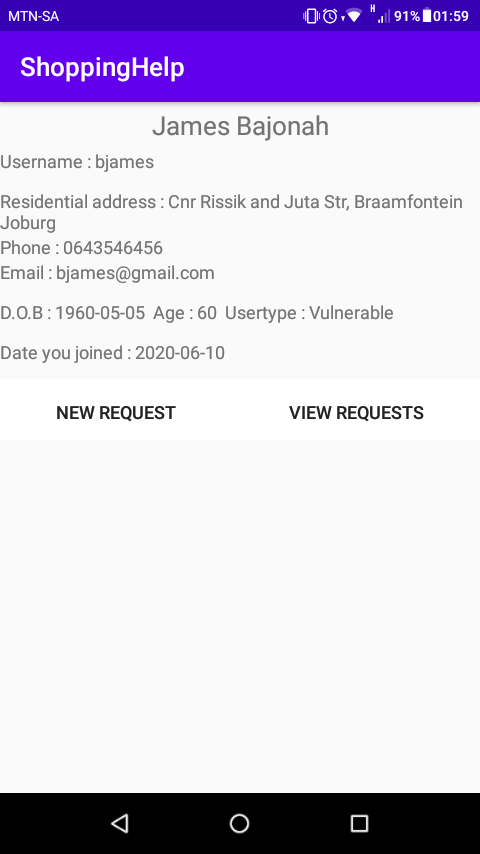 MTN-SA H 91% 01:59
ShoppingHelp
James Bajonah
Username : bjames
Residential address : Cnr Rissik and Juta Str, Braamfontein
Joburg
Phone : 0643546456
Email : bjames@gmail.com
D.O.B : 1960-05-05 Age : 60 Usertype : Vulnerable
Date you joined : 2020-06-10
NEW REQUEST VIEW REQUESTS